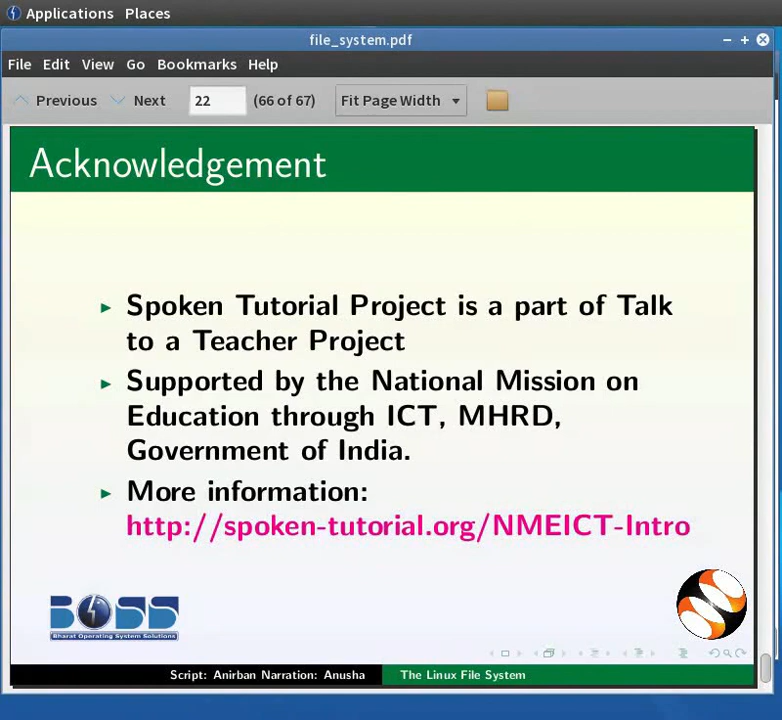 Applications Places
file_system.pdf
File Edit View Go Bookmarks Help
Previous Next 22 (66 of 67) Fit Page Width
Acknowledgement
Spoken Tutorial Project is a part of Talk
to a Teacher Project
Supported by the National Mission on
Education through ICT, MHRD,
Government of India.
More information:
http://spoken-tutorial.org/NMEICT-Intro
BOSS
Bharat Operating System Solutions
Script: Anirban Narration: Anusha The Linux File System